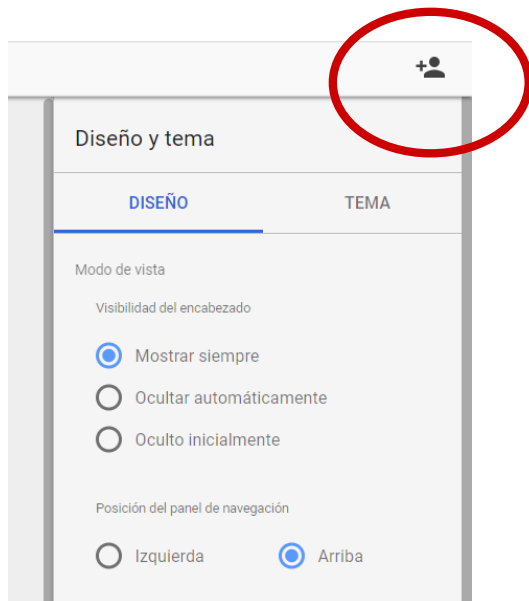 Diseño y tema
DISEÑO TEMA
Modo de vista
Visibilidad del encabezado
Mostrar siempre
Ocultar automáticamente
Oculto inicialmente
Posición del panel de navegación
Izquierda Arriba